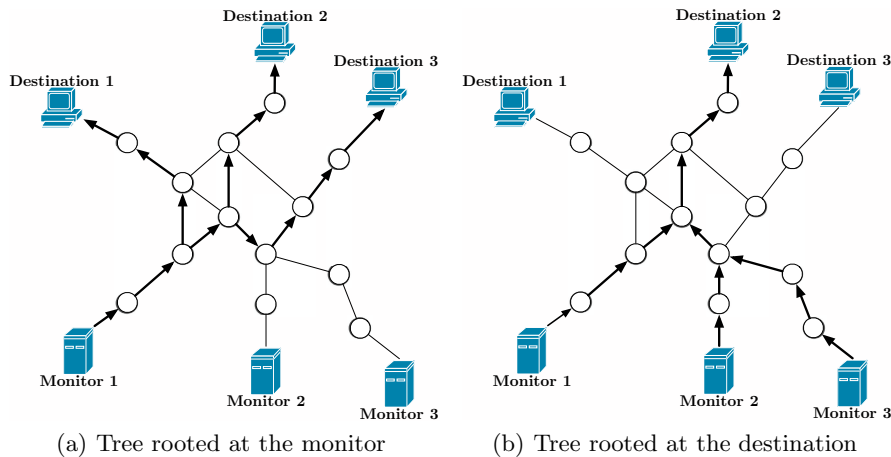 Destination 2
Destination 3
Destination 1
Monitor 1
Monitor 2
Monitor 3
(a) Tree rooted at the monitor
Destination 2
Destination 3
Destination 1
Monitor 1
Monitor 2
Monitor 3
(b) Tree rooted at the destination